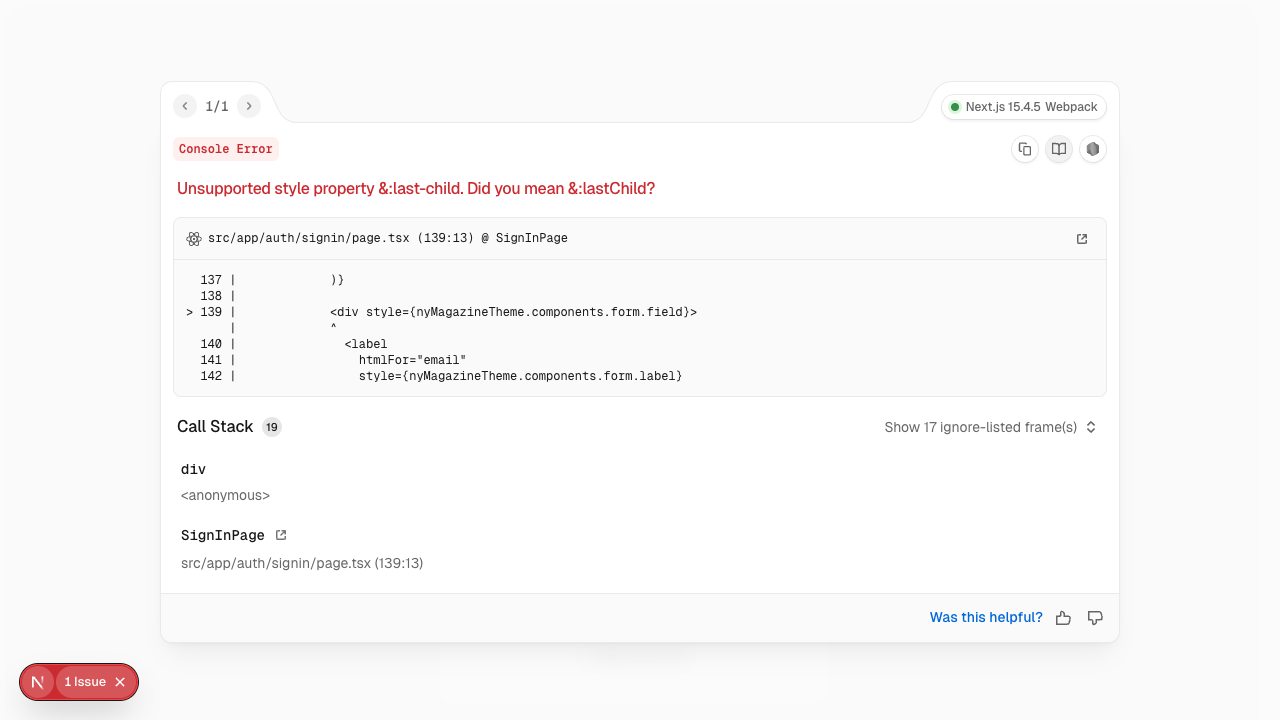 1/1
Next.js 15.4.5 Webpack
Console Error
Unsupported style property &:last-child. Did you mean &:lastChild?
src/app/auth/signin/page.tsx (139:13) @ SignInPage
  137 |             )}
  138 |
> 139 |             <div style={nyMagazineTheme.components.form.field}>
      |             ^
  140 |               <label
  141 |                 htmlFor="email"
  142 |                 style={nyMagazineTheme.components.form.label}
Call Stack 19
Show 17 ignore-listed frame(s)
div
<anonymous>
SignInPage
src/app/auth/signin/page.tsx (139:13)
Was this helpful?
N 1 Issue